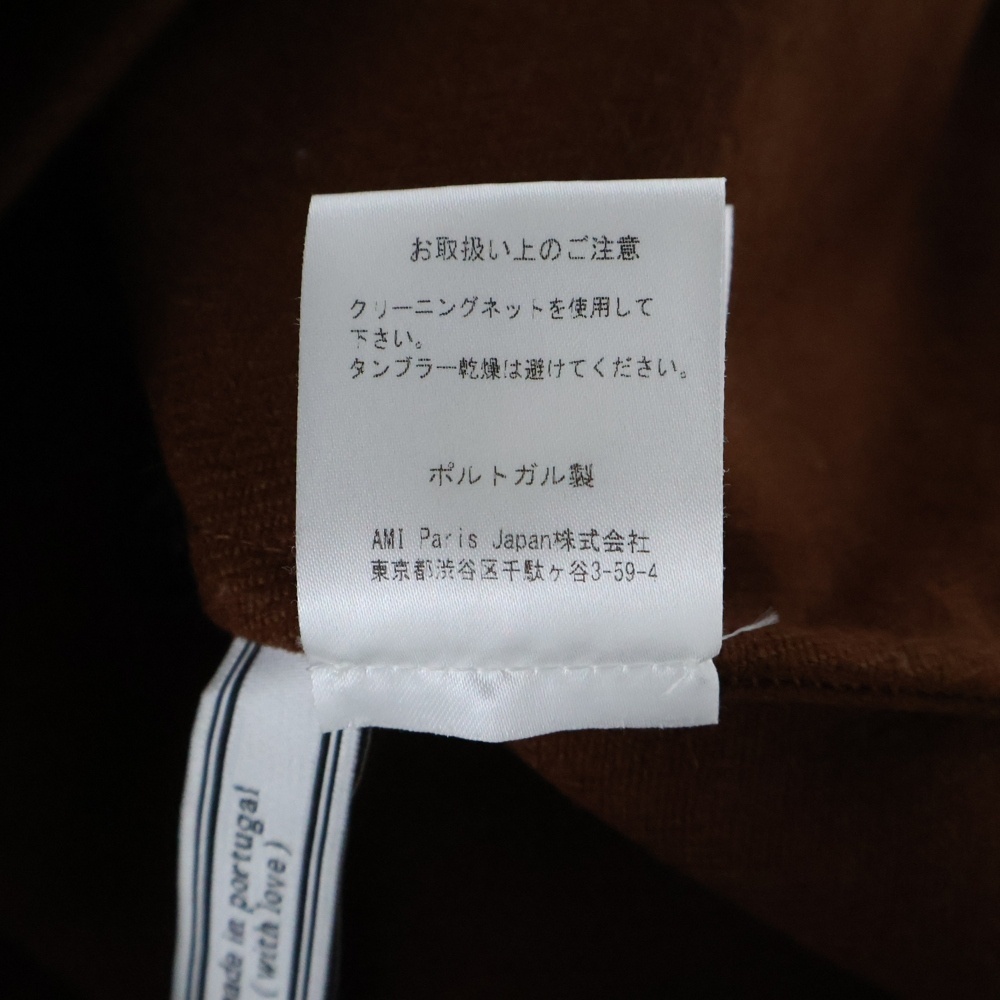 お取扱い上のご注意
クリーニングネットを使用して
下さい。
タンブラー乾燥は避けてください。
ポルトガル製
AMI Paris Japan株式会社
東京都渋谷区千駄ヶ谷3-59-4
in portugal
(with love)